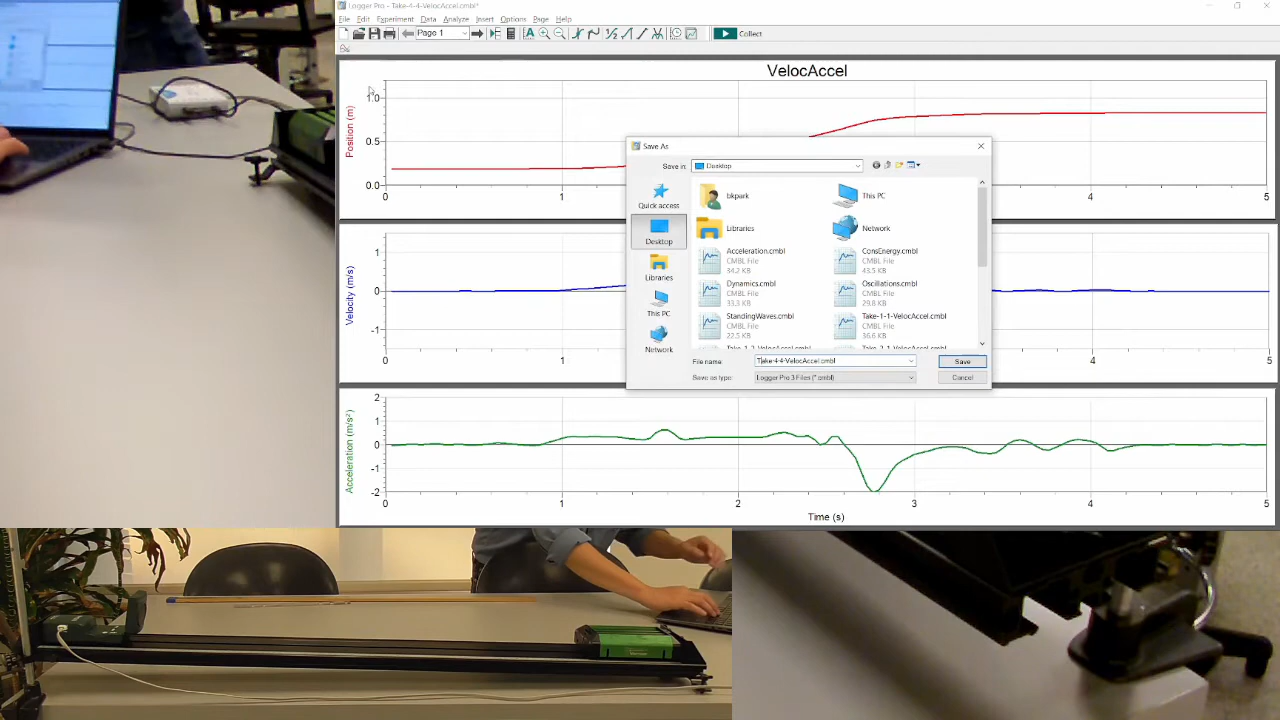 Logger Pro - Take-4-4-VelocAccel.cmbl*
File Edit Experiment Data Analyze Insert Options Page Help
Page 1
Collect
VelocAccel
Position (m)
1.0
0.5
0.0
1
4
5
Velocity (m/s)
1
0
-1
0
1
4
5
Acceleration (m/s²)
2
0
-1
-2
0
1
2
3
4
5
Time (s)
Save As
Save in:
Desktop
Quick access
Desktop
Libraries
This PC
Network
bkpark
This PC
Libraries
Network
Acceleration.cmbl
CMBL File
34.2 KB
ConsEnergy.cmbl
CMBL File
43.5 KB
Dynamics.cmbl
CMBL File
33.3 KB
Oscillations.cmbl
CMBL File
29.8 KB
StandingWaves.cmbl
CMBL File
22.5 KB
Take-1-1-VelocAccel.cmbl
CMBL File
36.6 KB
File name:
Take-4-4-VelocAccel.cmbl
Save
Save as type:
Logger Pro 3 Files (*.cmbl)
Cancel